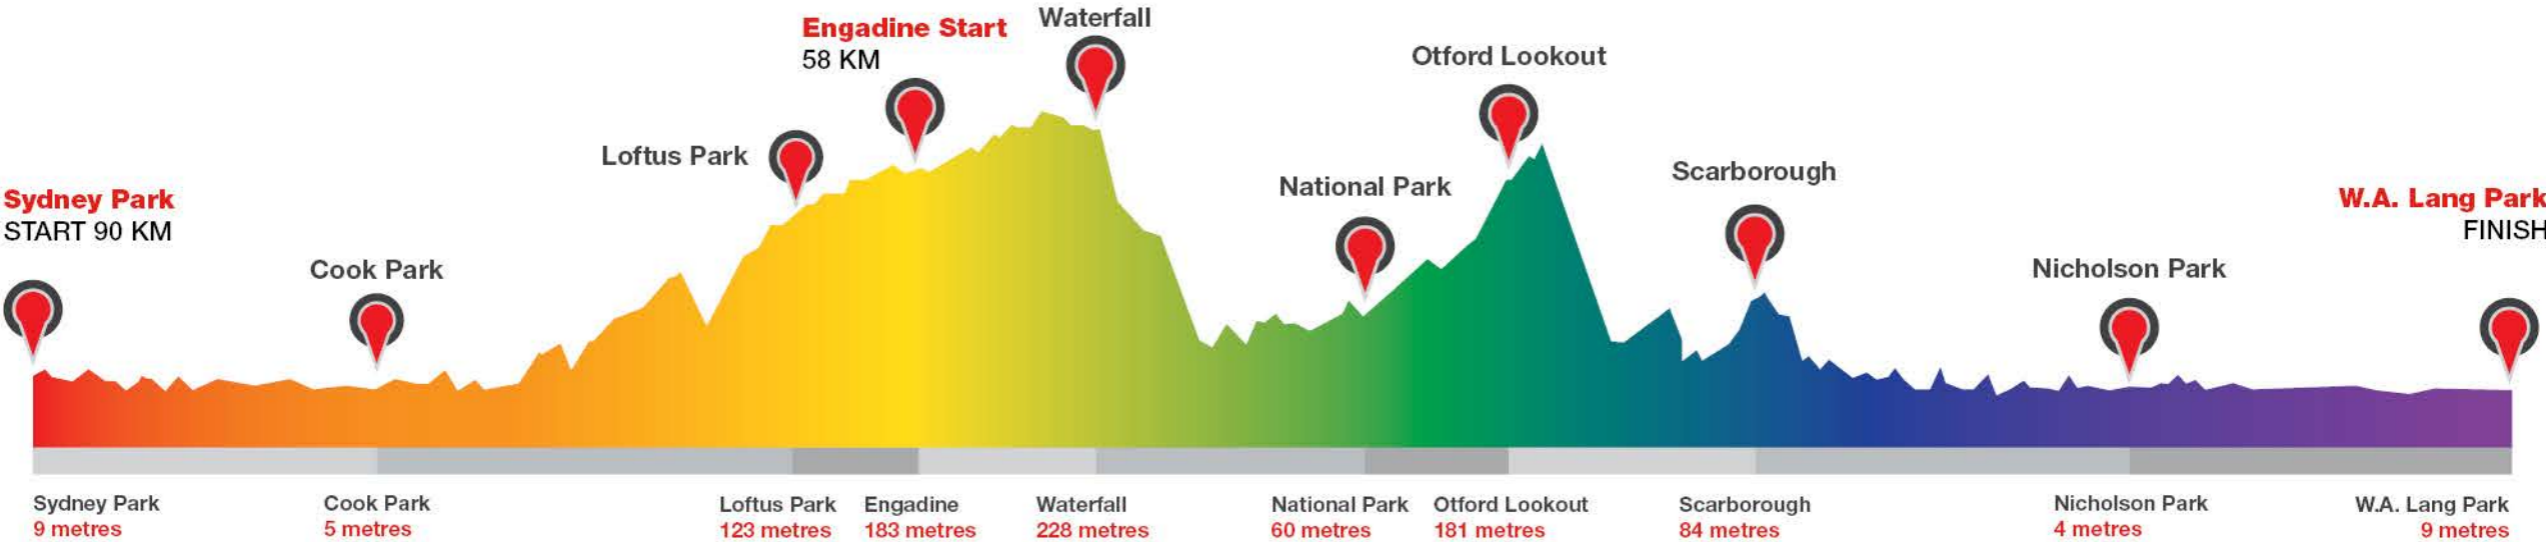 Sydney Park
START 90 KM
Cook Park
Loftus Park
Engadine Start
58 KM
Waterfall
National Park
Otford Lookout
Scarborough
Nicholson Park
W.A. Lang Park
FINISH
Sydney Park
9 metres
Cook Park
5 metres
Loftus Park
123 metres
Engadine
183 metres
Waterfall
228 metres
National Park
60 metres
Otford Lookout
181 metres
Scarborough
84 metres
Nicholson Park
4 metres
W.A. Lang Park
9 metres